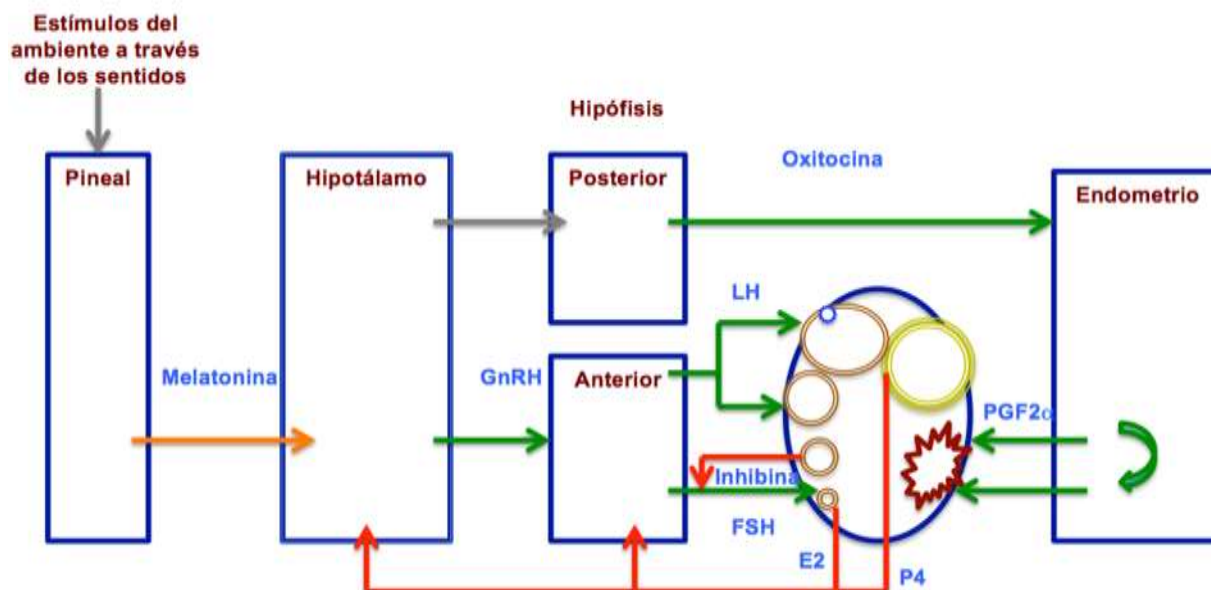 Estímulos del
ambiente a través
de los sentidos
Hipófisis
Oxitocina
Pineal
Hipotálamo
Posterior
Endometrio
LH
Melatonina
GnRH
Anterior
PGF2α
Inhibina
FSH
E2
P4